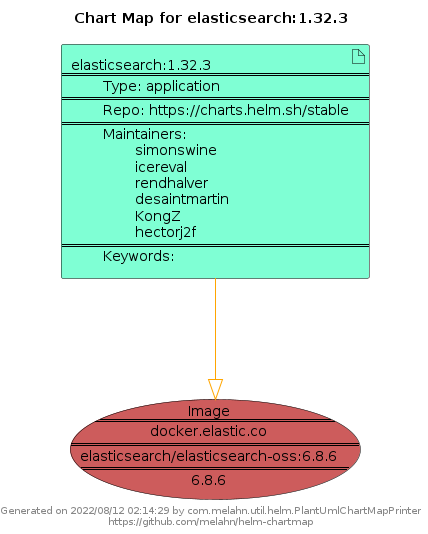 Chart Map for elasticsearch:1.32.3
elasticsearch:1.32.3
Type: application
Repo: https://charts.helm.sh/stable
Maintainers:
simonswine
icereval
rendhalver
desaintmartin
KongZ
hectorj2f
Keywords:
Image
docker.elastic.co
elasticsearch/elasticsearch-oss:6.8.6
6.8.6
Generated on 2022/08/12 02:14:29 by com.melahn.util.helm.PlantUmlChartMapPrinter
https://github.com/melahn/helm-chartmap